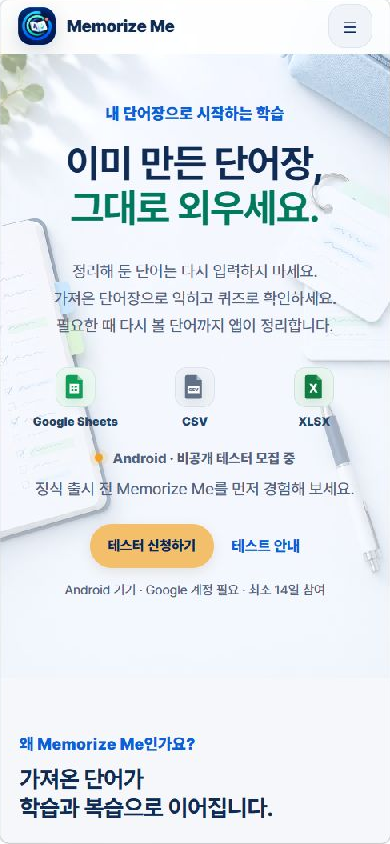 Memorize Me
내 단어장으로 시작하는 학습
이미 만든 단어장,
그대로 외우세요.
정리해 둔 단어는 다시 입력하지 마세요.
가져온 단어장으로 익히고 퀴즈로 확인하세요.
필요한 때 다시 볼 단어까지 앱이 정리합니다.
Google Sheets
CSV
XLSX
Android · 비공개 테스터 모집 중
정식 출시 전 Memorize Me를 먼저 경험해 보세요.
테스터 신청하기
테스트 안내
Android 기기 · Google 계정 필요 · 최소 14일 참여
왜 Memorize Me인가요?
가져온 단어가
학습과 복습으로 이어집니다.